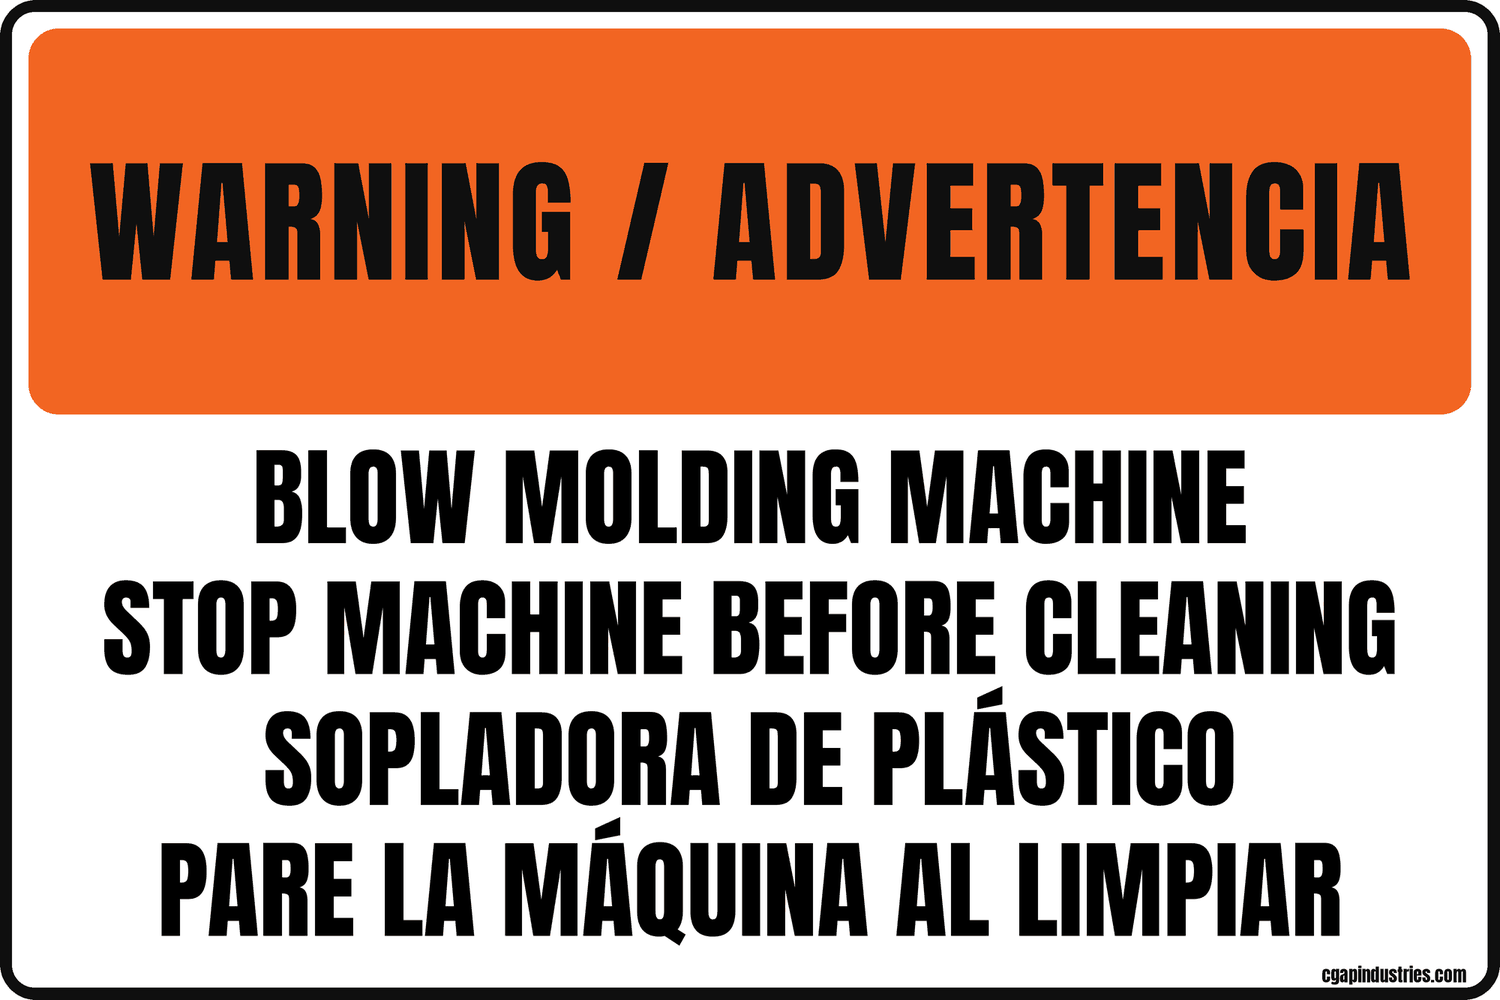 WARNING / ADVERTENCIA
BLOW MOLDING MACHINE
STOP MACHINE BEFORE CLEANING
SOPLADORA DE PLÁSTICO
PARE LA MÁQUINA AL LIMPIAR
cgapindustries.com